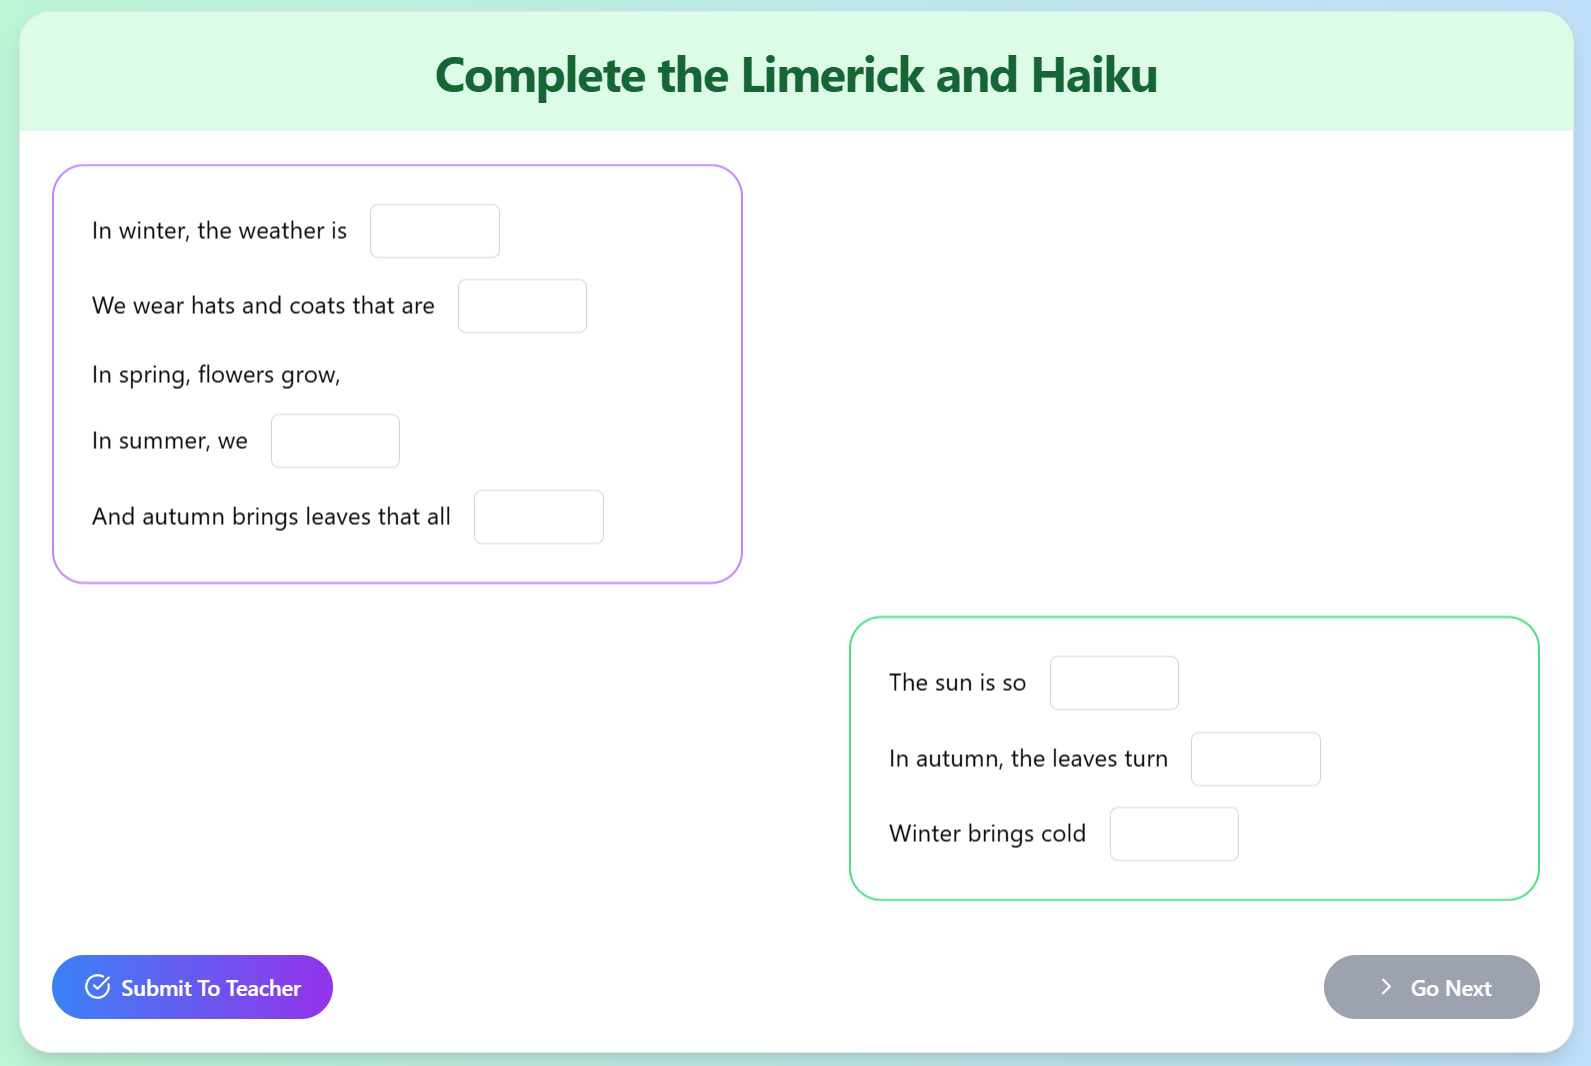 Complete the Limerick and Haiku
In winter, the weather is
We wear hats and coats that are
In spring, flowers grow,
In summer, we
And autumn brings leaves that all
The sun is so
In autumn, the leaves turn
Winter brings cold
Submit To Teacher
Go Next